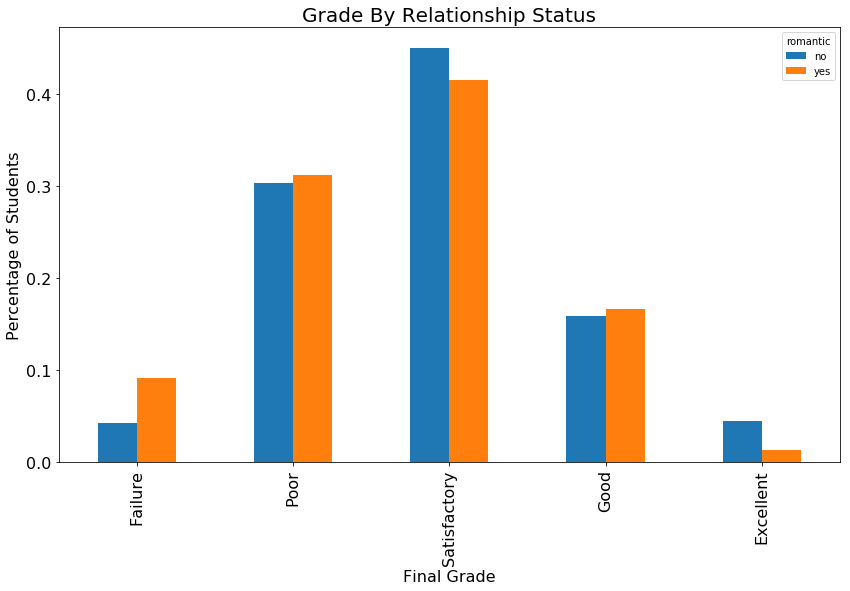 Grade By Relationship Status
romantic
no
yes
Percentage of Students
0.4
0.3
0.2
0.1
0.0
Failure
Poor
Satisfactory
Good
Excellent
Final Grade